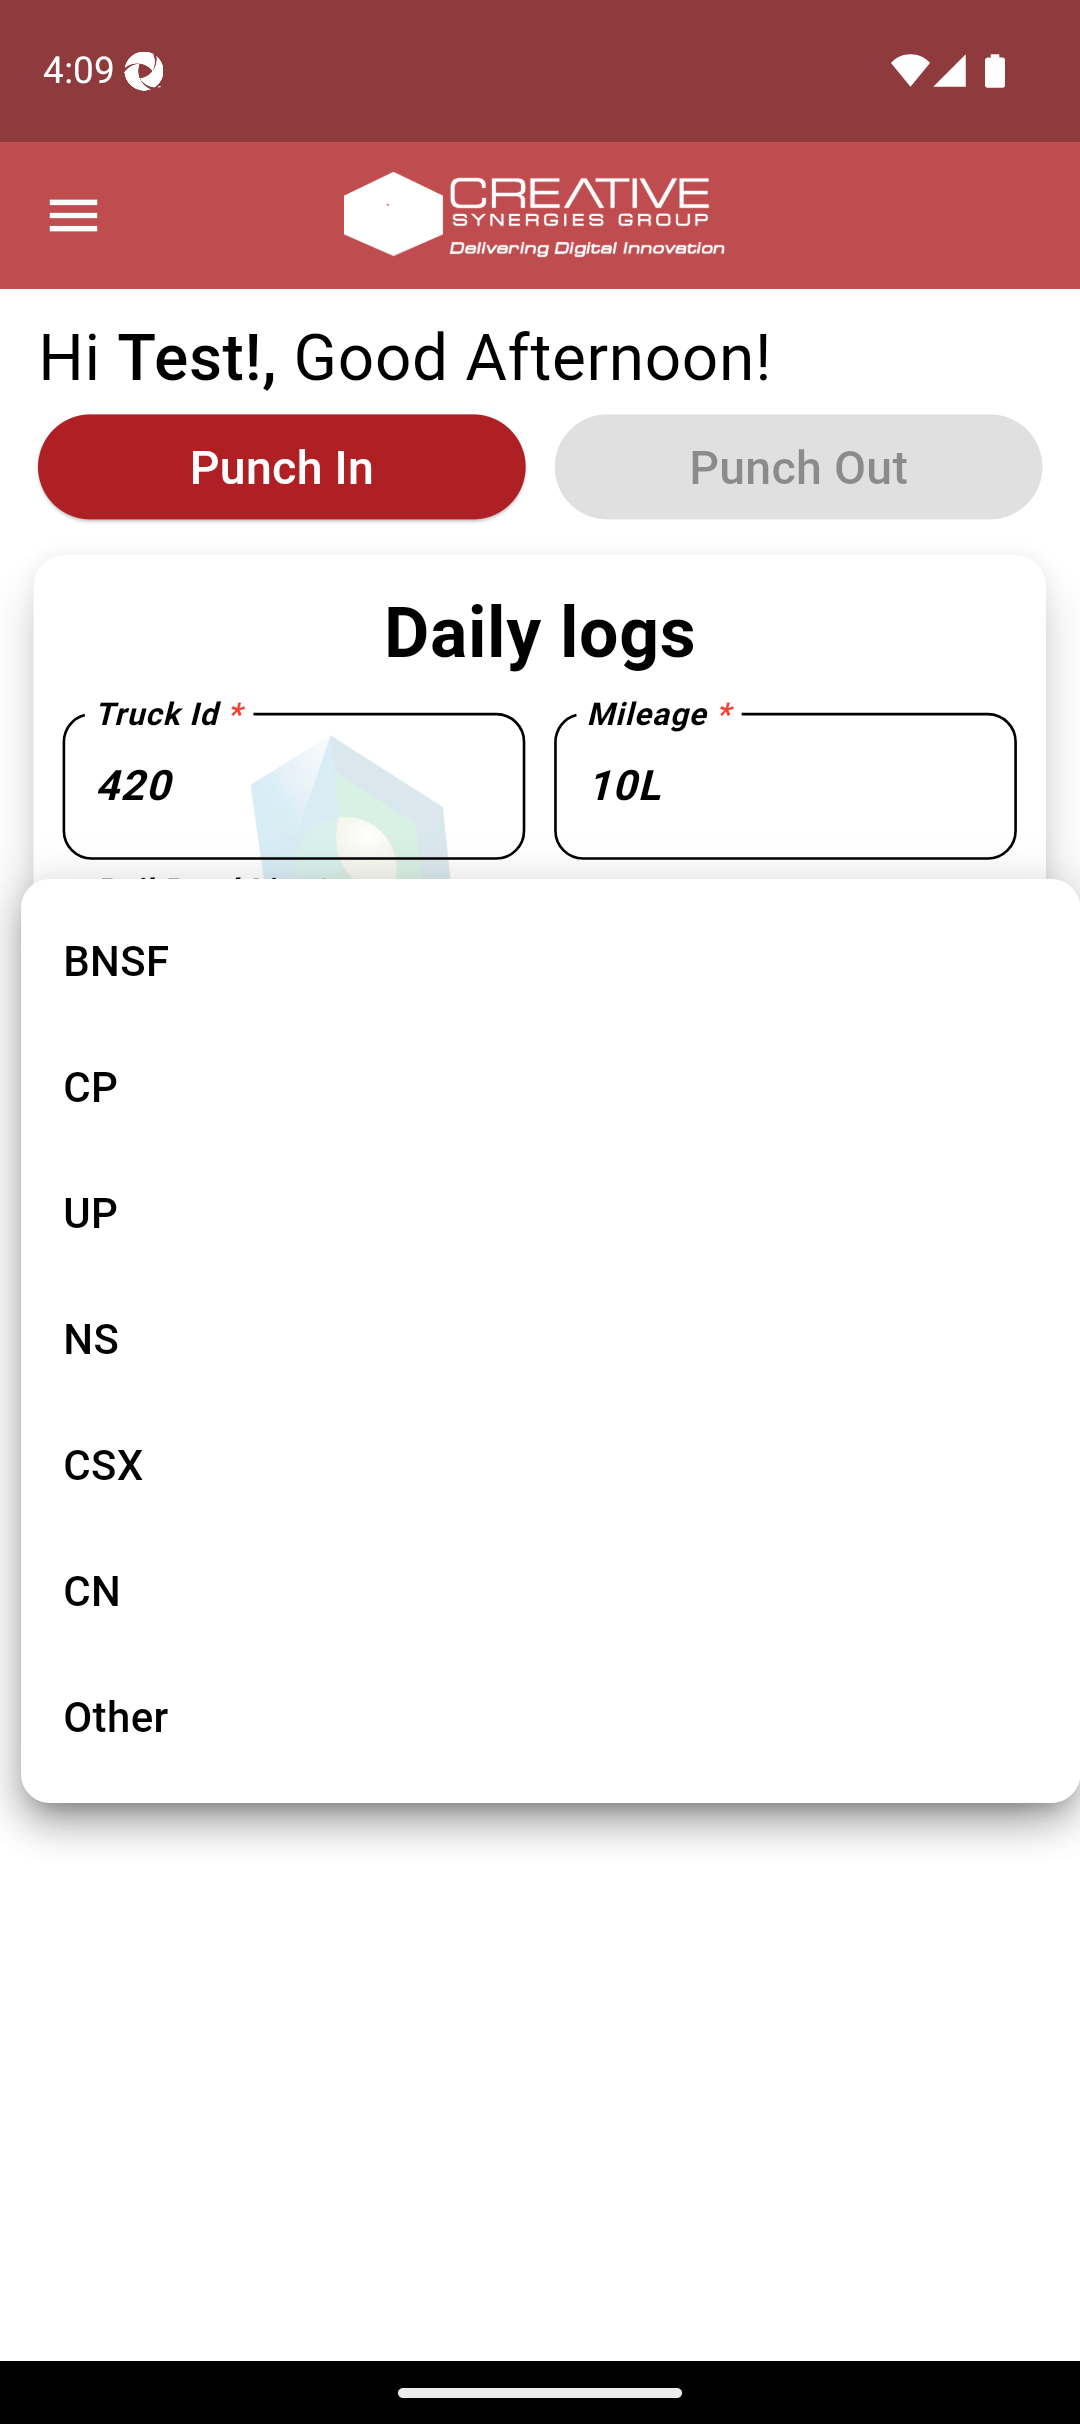 4:09
CREATIVE
SYNERGIES GROUP
Delivering Digital Innovation
Hi Test!, Good Afternoon!
Punch In
Punch Out
Daily logs
Truck Id *
Mileage *
420
10L
BNSF
CP
UP
NS
CSX
CN
Other